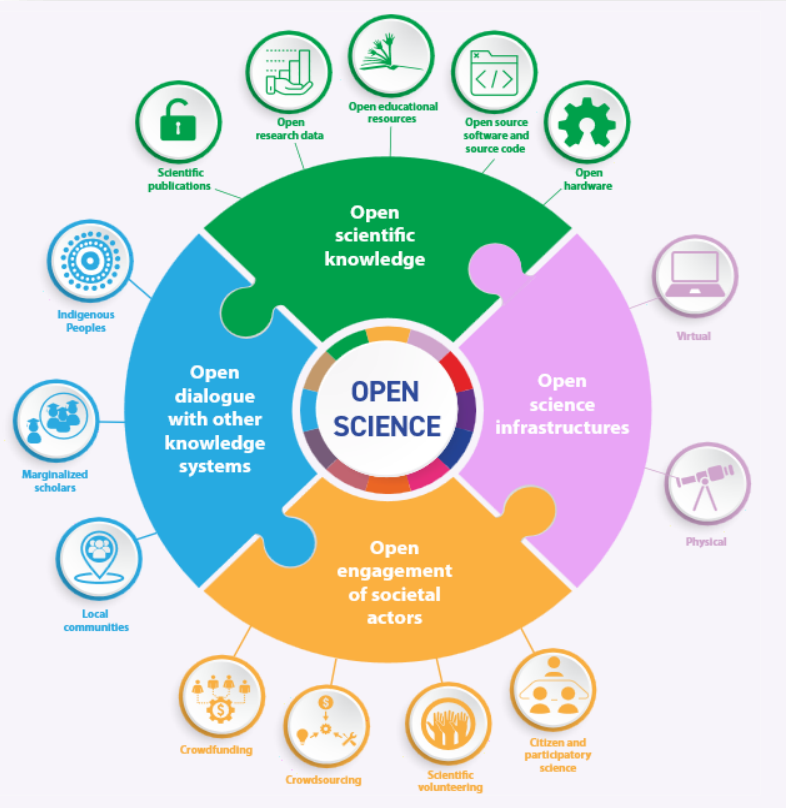 Scientific
publications
Open
research data
Open educational
resources
Open source
software and
source code
Open
hardware
Open
scientific
knowledge
Indigenous
Peoples
Marginalized
scholars
Local
communities
Open
dialogue
with other
knowledge
systems
OPEN
SCIENCE
Open
science
infrastructures
Virtual
Physical
Open
engagement
of societal
actors
Crowdfunding
Crowdsourcing
Scientific
volunteering
Citizen and
participatory
science